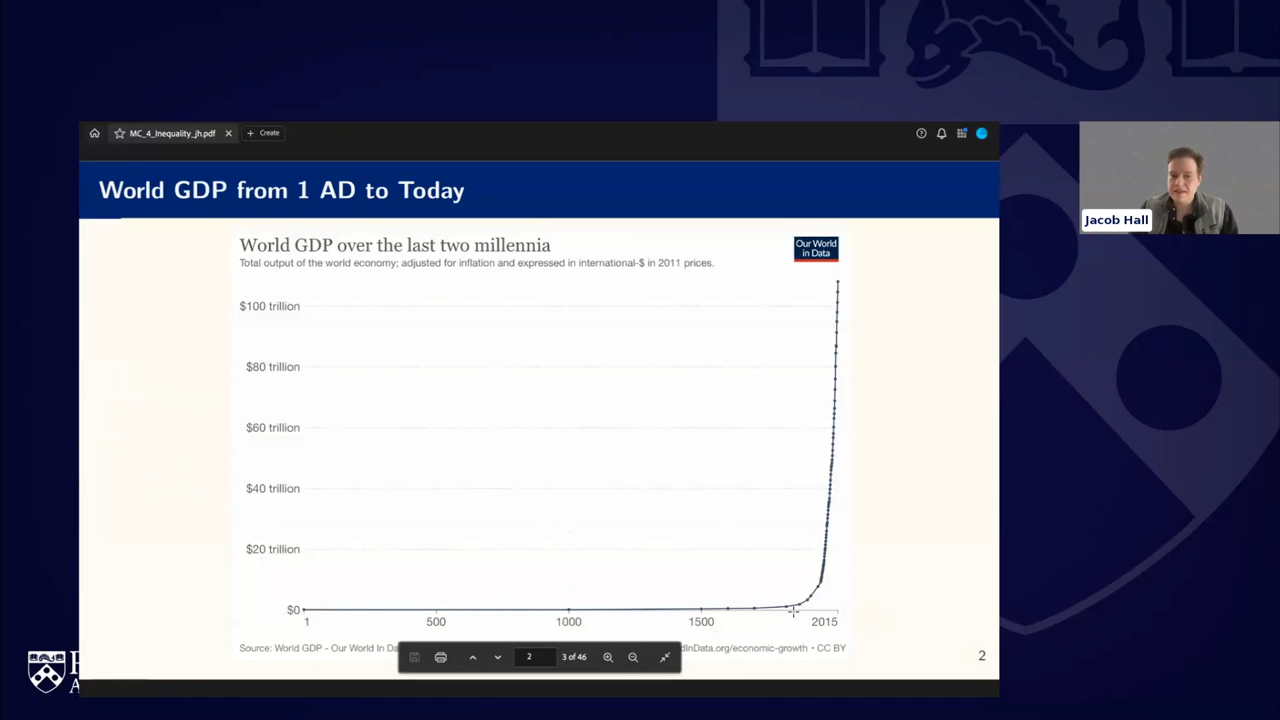 MC_4_Inequality_jh.pdf
Create
World GDP from 1 AD to Today
World GDP over the last two millennia
Total output of the world economy; adjusted for inflation and expressed in international-$ in 2011 prices.
Our World
in Data
$100 trillion
$80 trillion
$60 trillion
$40 trillion
$20 trillion
$0
1
500
1000
1500
2015
Source: World GDP - Our World In Da
InData.org/economic-growth • CC BY
2
3 of 46
2
Jacob Hall
P
A